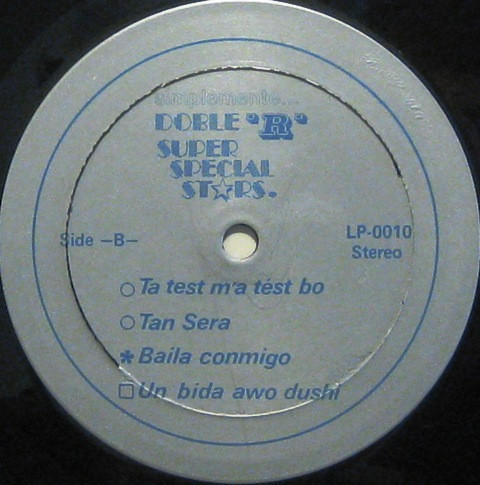 simplemente...
DOBLE "R"
SUPER
SPECIAL
ST☆RS.
Side –B–
LP-0010
Stereo
○ Ta test m'a tést bo
○ Tan Sera
* Baila conmigo
□ Un bida awo dushi